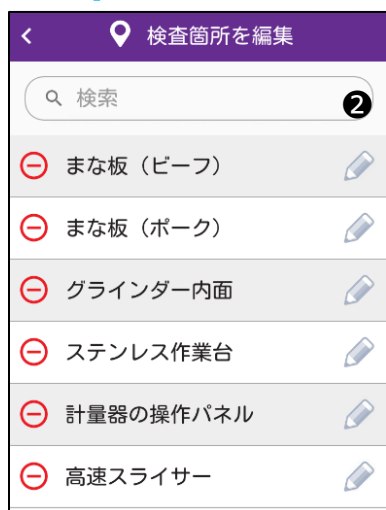 検査箇所を編集
検索
❷
まな板（ビーフ）
まな板（ポーク）
グラインダー内面
ステンレス作業台
計量器の操作パネル
高速スライサー